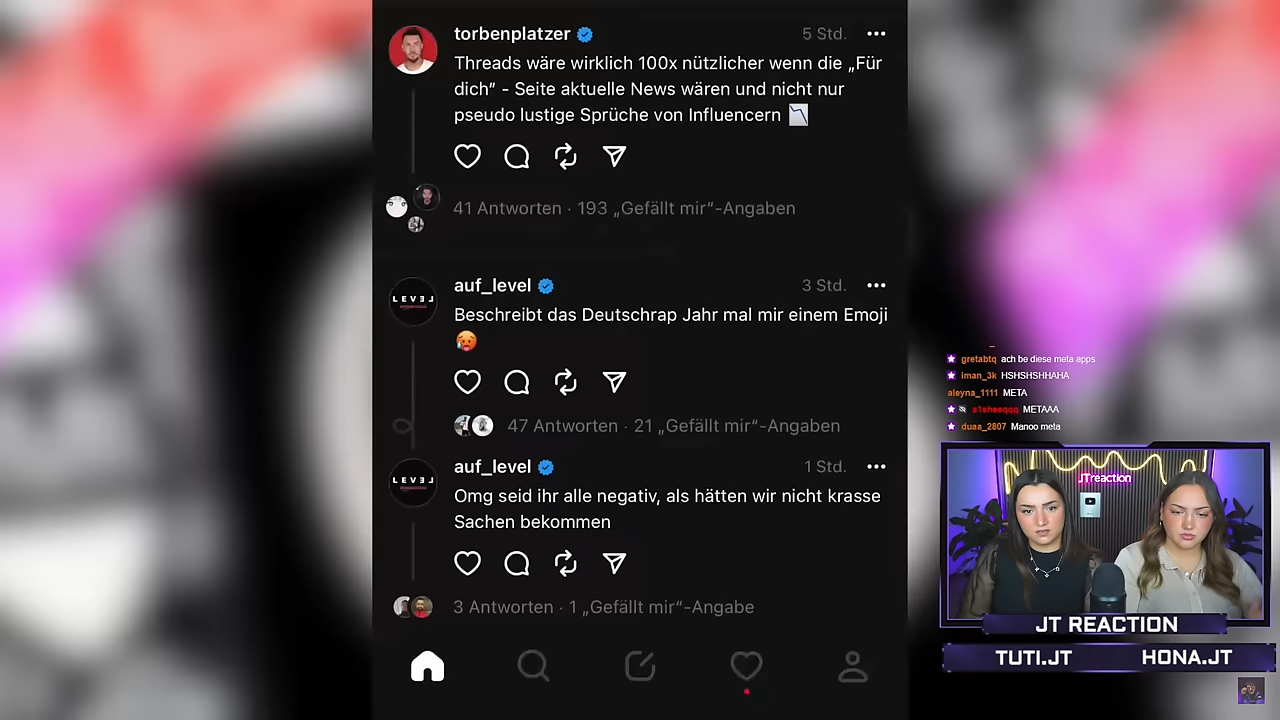 torbenplatzer 5 Std.
Threads wäre wirklich 100x nützlicher wenn die „Für
dich" - Seite aktuelle News wären und nicht nur
pseudo lustige Sprüche von Influencern
41 Antworten · 193 „Gefällt mir“-Angaben
LEVEL
auf_level 3 Std.
Beschreibt das Deutschrap Jahr mal mir einem Emoji
47 Antworten · 21 „Gefällt mir“-Angaben
LEVEL
auf_level 1 Std.
Omg seid ihr alle negativ, als hätten wir nicht krasse
Sachen bekommen
3 Antworten · 1 „Gefällt mir“-Angabe
gretabtq ach be diese meta apps
iman_3k HSHSHSHHAHA
aleyna_1111 META
a1sheeqqq METAAA
duaa_2807 Manoo meta
JTreaction
JT REACTION
TUTI.JT HONA.JT